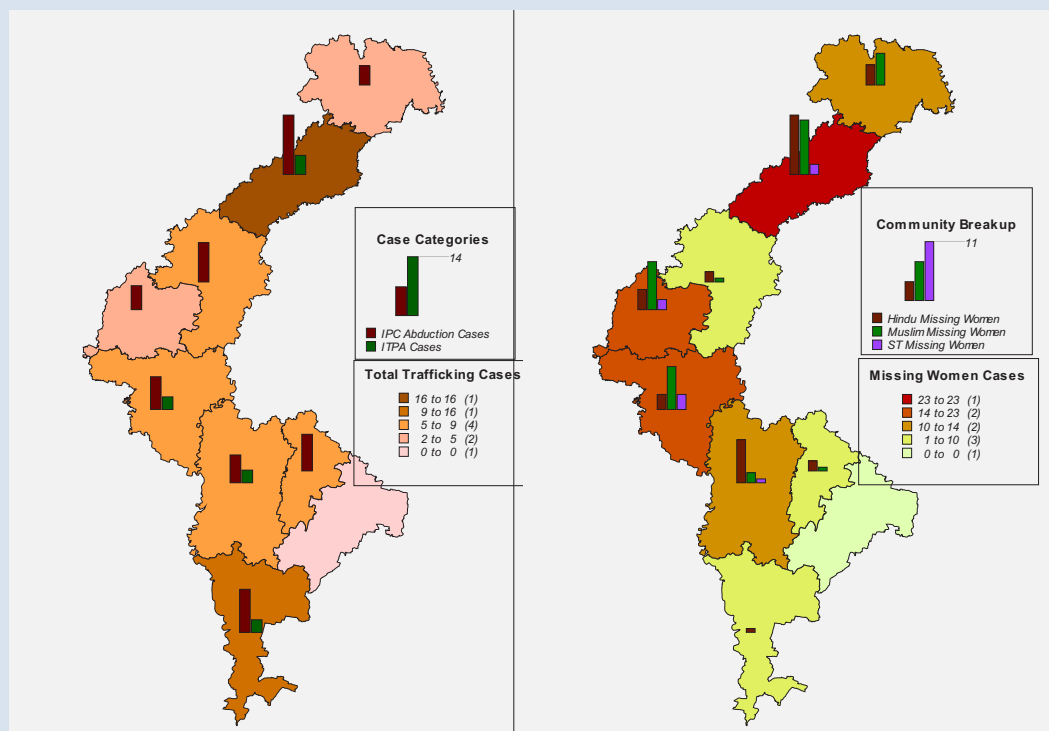 Case Categories
14
IPC Abduction Cases
ITPA Cases
Total Trafficking Cases
16 to 16 (1)
9 to 16 (1)
5 to 9 (4)
2 to 5 (2)
0 to 0 (1)
Community Breakup
11
Hindu Missing Women
Muslim Missing Women
ST Missing Women
Missing Women Cases
23 to 23 (1)
14 to 23 (2)
10 to 14 (2)
1 to 10 (3)
0 to 0 (1)